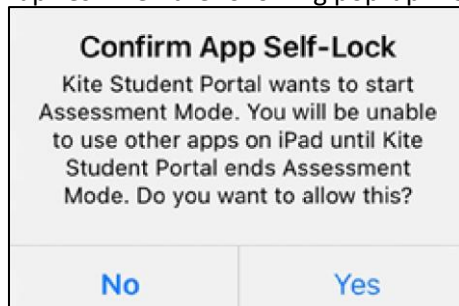 Confirm App Self-Lock
Kite Student Portal wants to start
Assessment Mode. You will be unable
to use other apps on iPad until Kite
Student Portal ends Assessment
Mode. Do you want to allow this?
No Yes